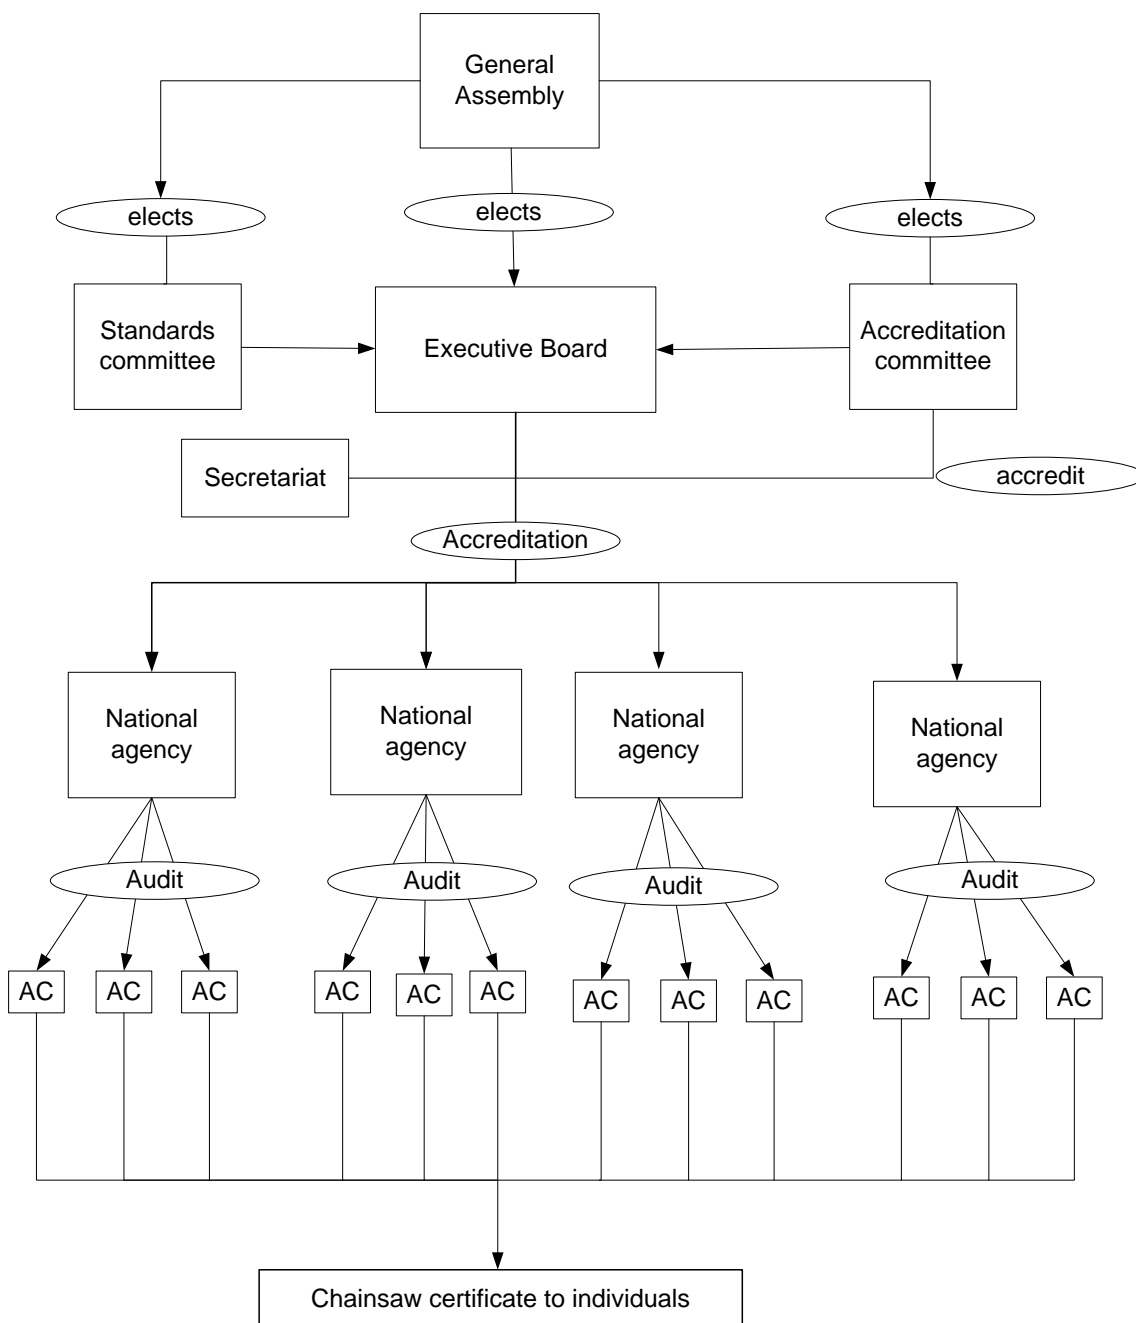 General
Assembly
elects
elects
elects
Standards
committee
Executive Board
Accreditation
committee
Secretariat
accredit
Accreditation
National
agency
National
agency
National
agency
National
agency
Audit
Audit
Audit
Audit
AC
AC
AC
AC
AC
AC
AC
AC
AC
AC
AC
AC
Chainsaw certificate to individuals